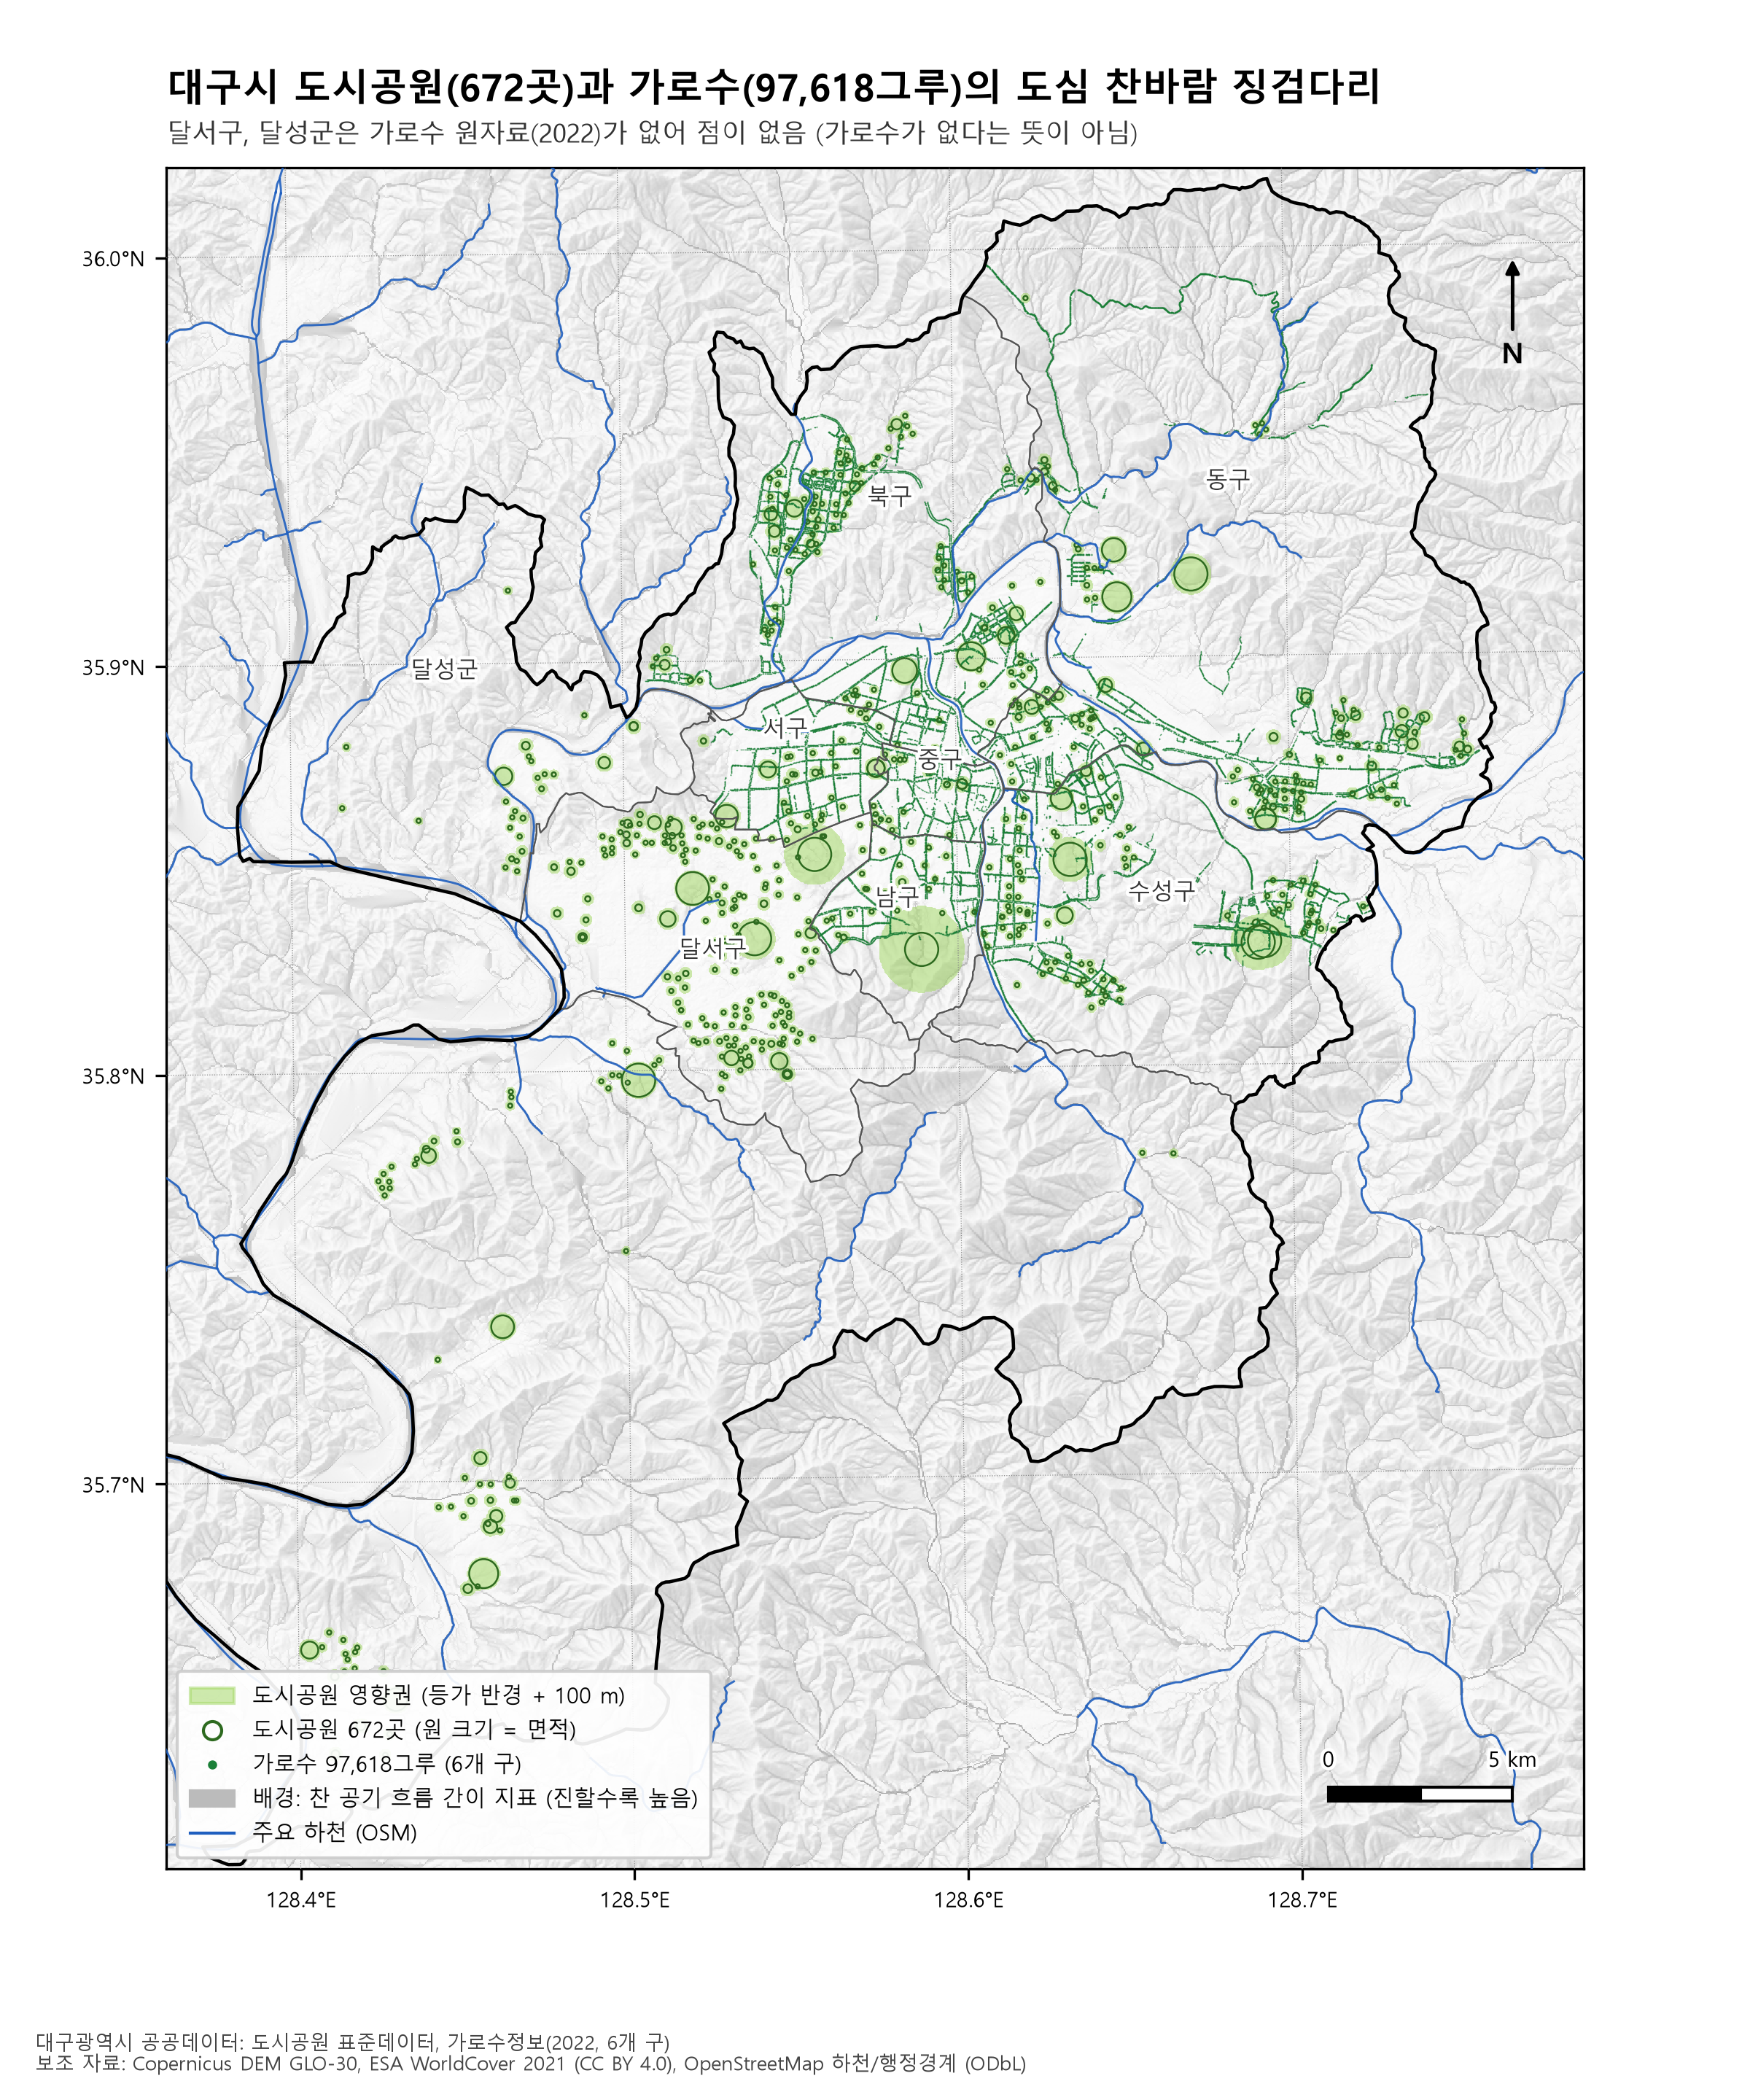 대구시 도시공원(672곳)과 가로수(97,618그루)의 도심 찬바람 징검다리
달서구, 달성군은 가로수 원자료(2022)가 없어 점이 없음 (가로수가 없다는 뜻이 아님)
36.0°N
N
동구
북구
35.9°N
달성군
서구
중구
수성구
남구
달서구
35.8°N
35.7°N
도시공원 영향권 (등가 반경 + 100 m)
도시공원 672곳 (원 크기 = 면적)
가로수 97,618그루 (6개 구)
배경: 찬 공기 흐름 간이 지표 (진할수록 높음)
주요 하천 (OSM)
0 5 km
128.4°E 128.5°E 128.6°E 128.7°E
대구광역시 공공데이터: 도시공원 표준데이터, 가로수정보(2022, 6개 구)
보조 자료: Copernicus DEM GLO-30, ESA WorldCover 2021 (CC BY 4.0), OpenStreetMap 하천/행정경계 (ODbL)